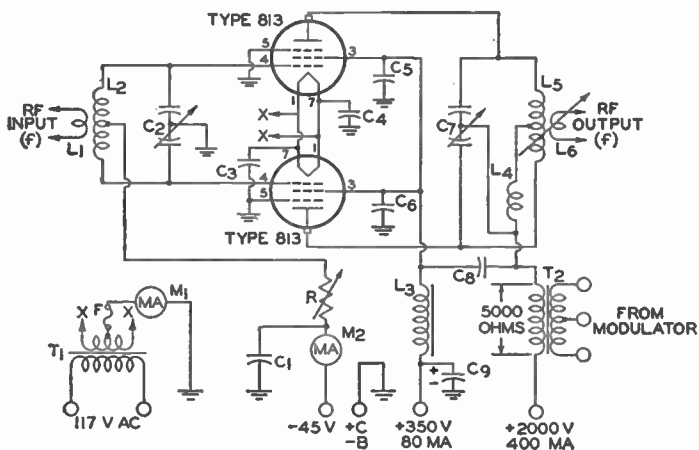 TYPE 813
5
4
3
L2
C5
L5
RF INPUT (f)
L1
C2
X
1
7
X
C4
C7
RF OUTPUT (f)
L6
L4
7
1
C3
4
5
3
C6
TYPE 813
C8
T2
L3
R
M1
MA
X
F
X
T1
M2
MA
C1
5000 OHMS
FROM MODULATOR
+
-
C9
117 V AC
-45 V
+C
-B
+350 V
80 MA
+2000 V
400 MA